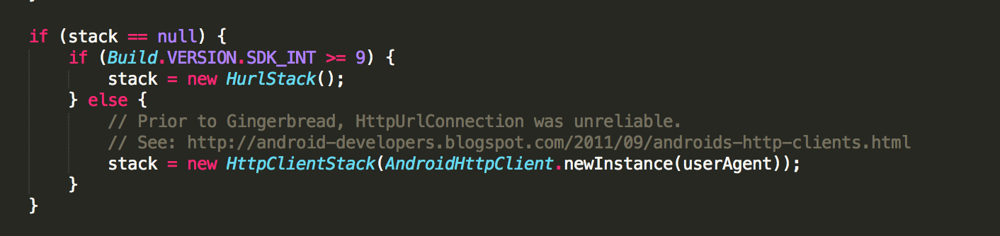 if (stack == null) {
if (Build.VERSION.SDK_INT >= 9) {
stack = new HurlStack();
} else {
// Prior to Gingerbread, HttpUrlConnection was unreliable.
// See: http://android-developers.blogspot.com/2011/09/androids-http-clients.html
stack = new HttpClientStack(AndroidHttpClient.newInstance(userAgent));
}
}